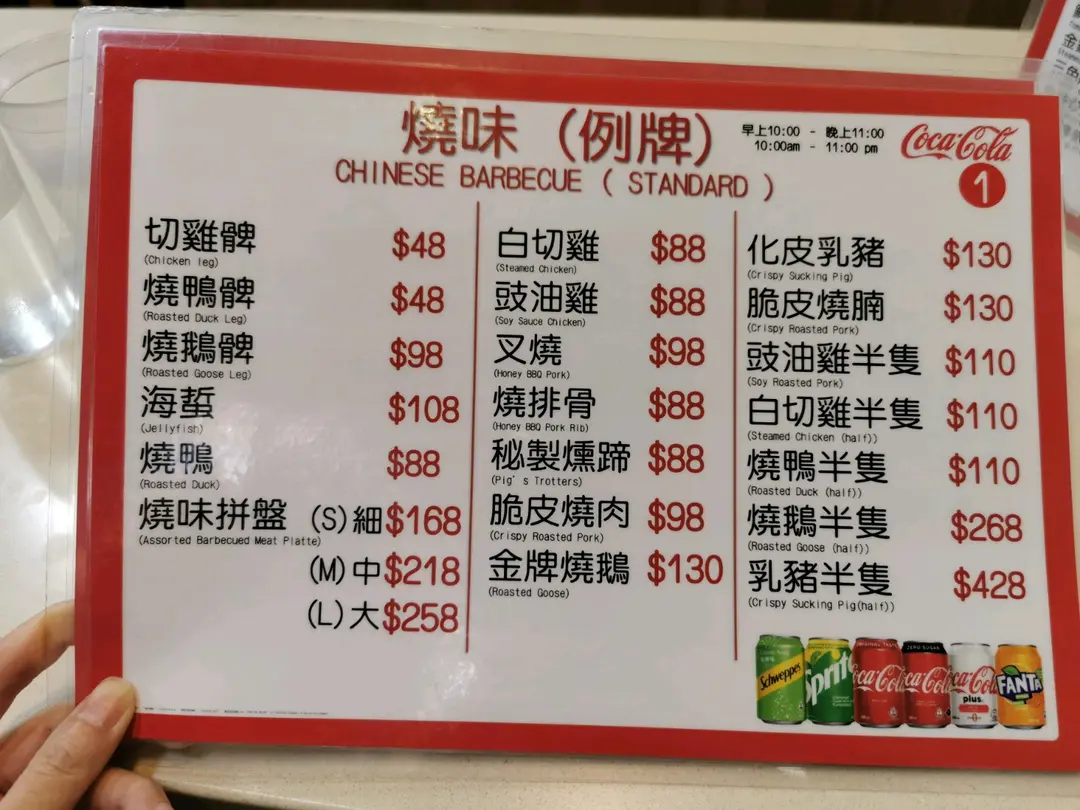 燒味 (例牌)
CHINESE BARBECUE ( STANDARD )
早上10:00 - 晚上11:00
10:00am - 11:00 pm
Coca-Cola
1
切雞髀 $48
(Chicken leg)
燒鴨髀 $48
(Roasted Duck Leg)
燒鵝髀 $98
(Roasted Goose Leg)
海蜇 $108
(Jellyfish)
燒鴨 $88
(Roasted Duck)
燒味拼盤 (S)細 $168
(Assorted Barbecued Meat Platte)
(M)中 $218
(L)大 $258
白切雞 $88
(Steamed Chicken)
豉油雞 $88
(Soy Sauce Chicken)
叉燒 $98
(Honey BBQ Pork)
燒排骨 $88
(Honey BBQ Pork Rib)
秘製燻蹄 $88
(Pig's Trotters)
脆皮燒肉 $98
(Crispy Roasted Pork)
金牌燒鵝 $130
(Roasted Goose)
化皮乳豬 $130
(Crispy Sucking Pig)
脆皮燒腩 $130
(Crispy Roasted Pork)
豉油雞半隻 $110
(Soy Roasted Pork)
白切雞半隻 $110
(Steamed Chicken (half))
燒鴨半隻 $110
(Roasted Duck (half))
燒鵝半隻 $268
(Roasted Goose (half))
乳豬半隻 $428
(Crispy Sucking Pig(half))
Schweppes
Sprite
ORIGINAL TASTE
Coca-Cola
ZERO SUGAR
Coca-Cola
Coca-Cola
plus
FANTA